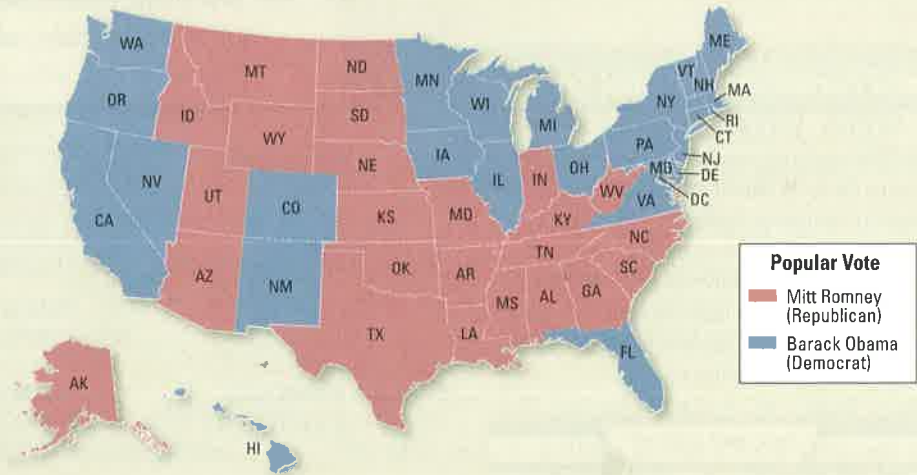 WA
OR
CA
NV
ID
MT
WY
UT
CO
AZ
NM
ND
SD
NE
KS
OK
TX
MN
IA
MO
AR
LA
WI
IL
MI
IN
OH
KY
TN
MS
AL
GA
FL
SC
NC
VA
WV
PA
NY
VT
NH
ME
MA
RI
CT
NJ
DE
MD
DC
AK
HI
Popular Vote
Mitt Romney
(Republican)
Barack Obama
(Democrat)